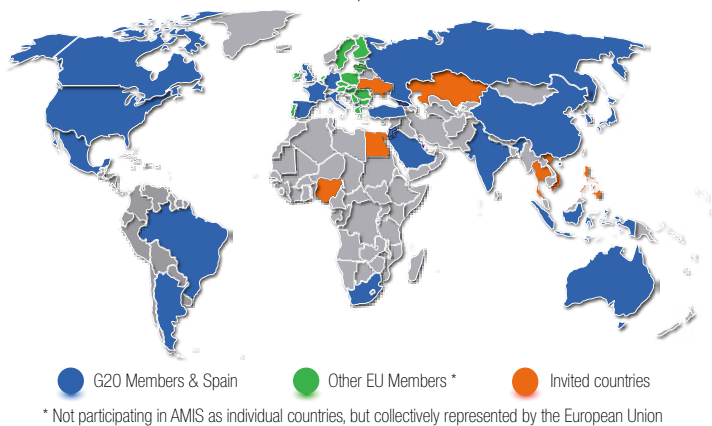 G20 Members & Spain
Other EU Members *
Invited countries
* Not participating in AMIS as individual countries, but collectively represented by the European Union